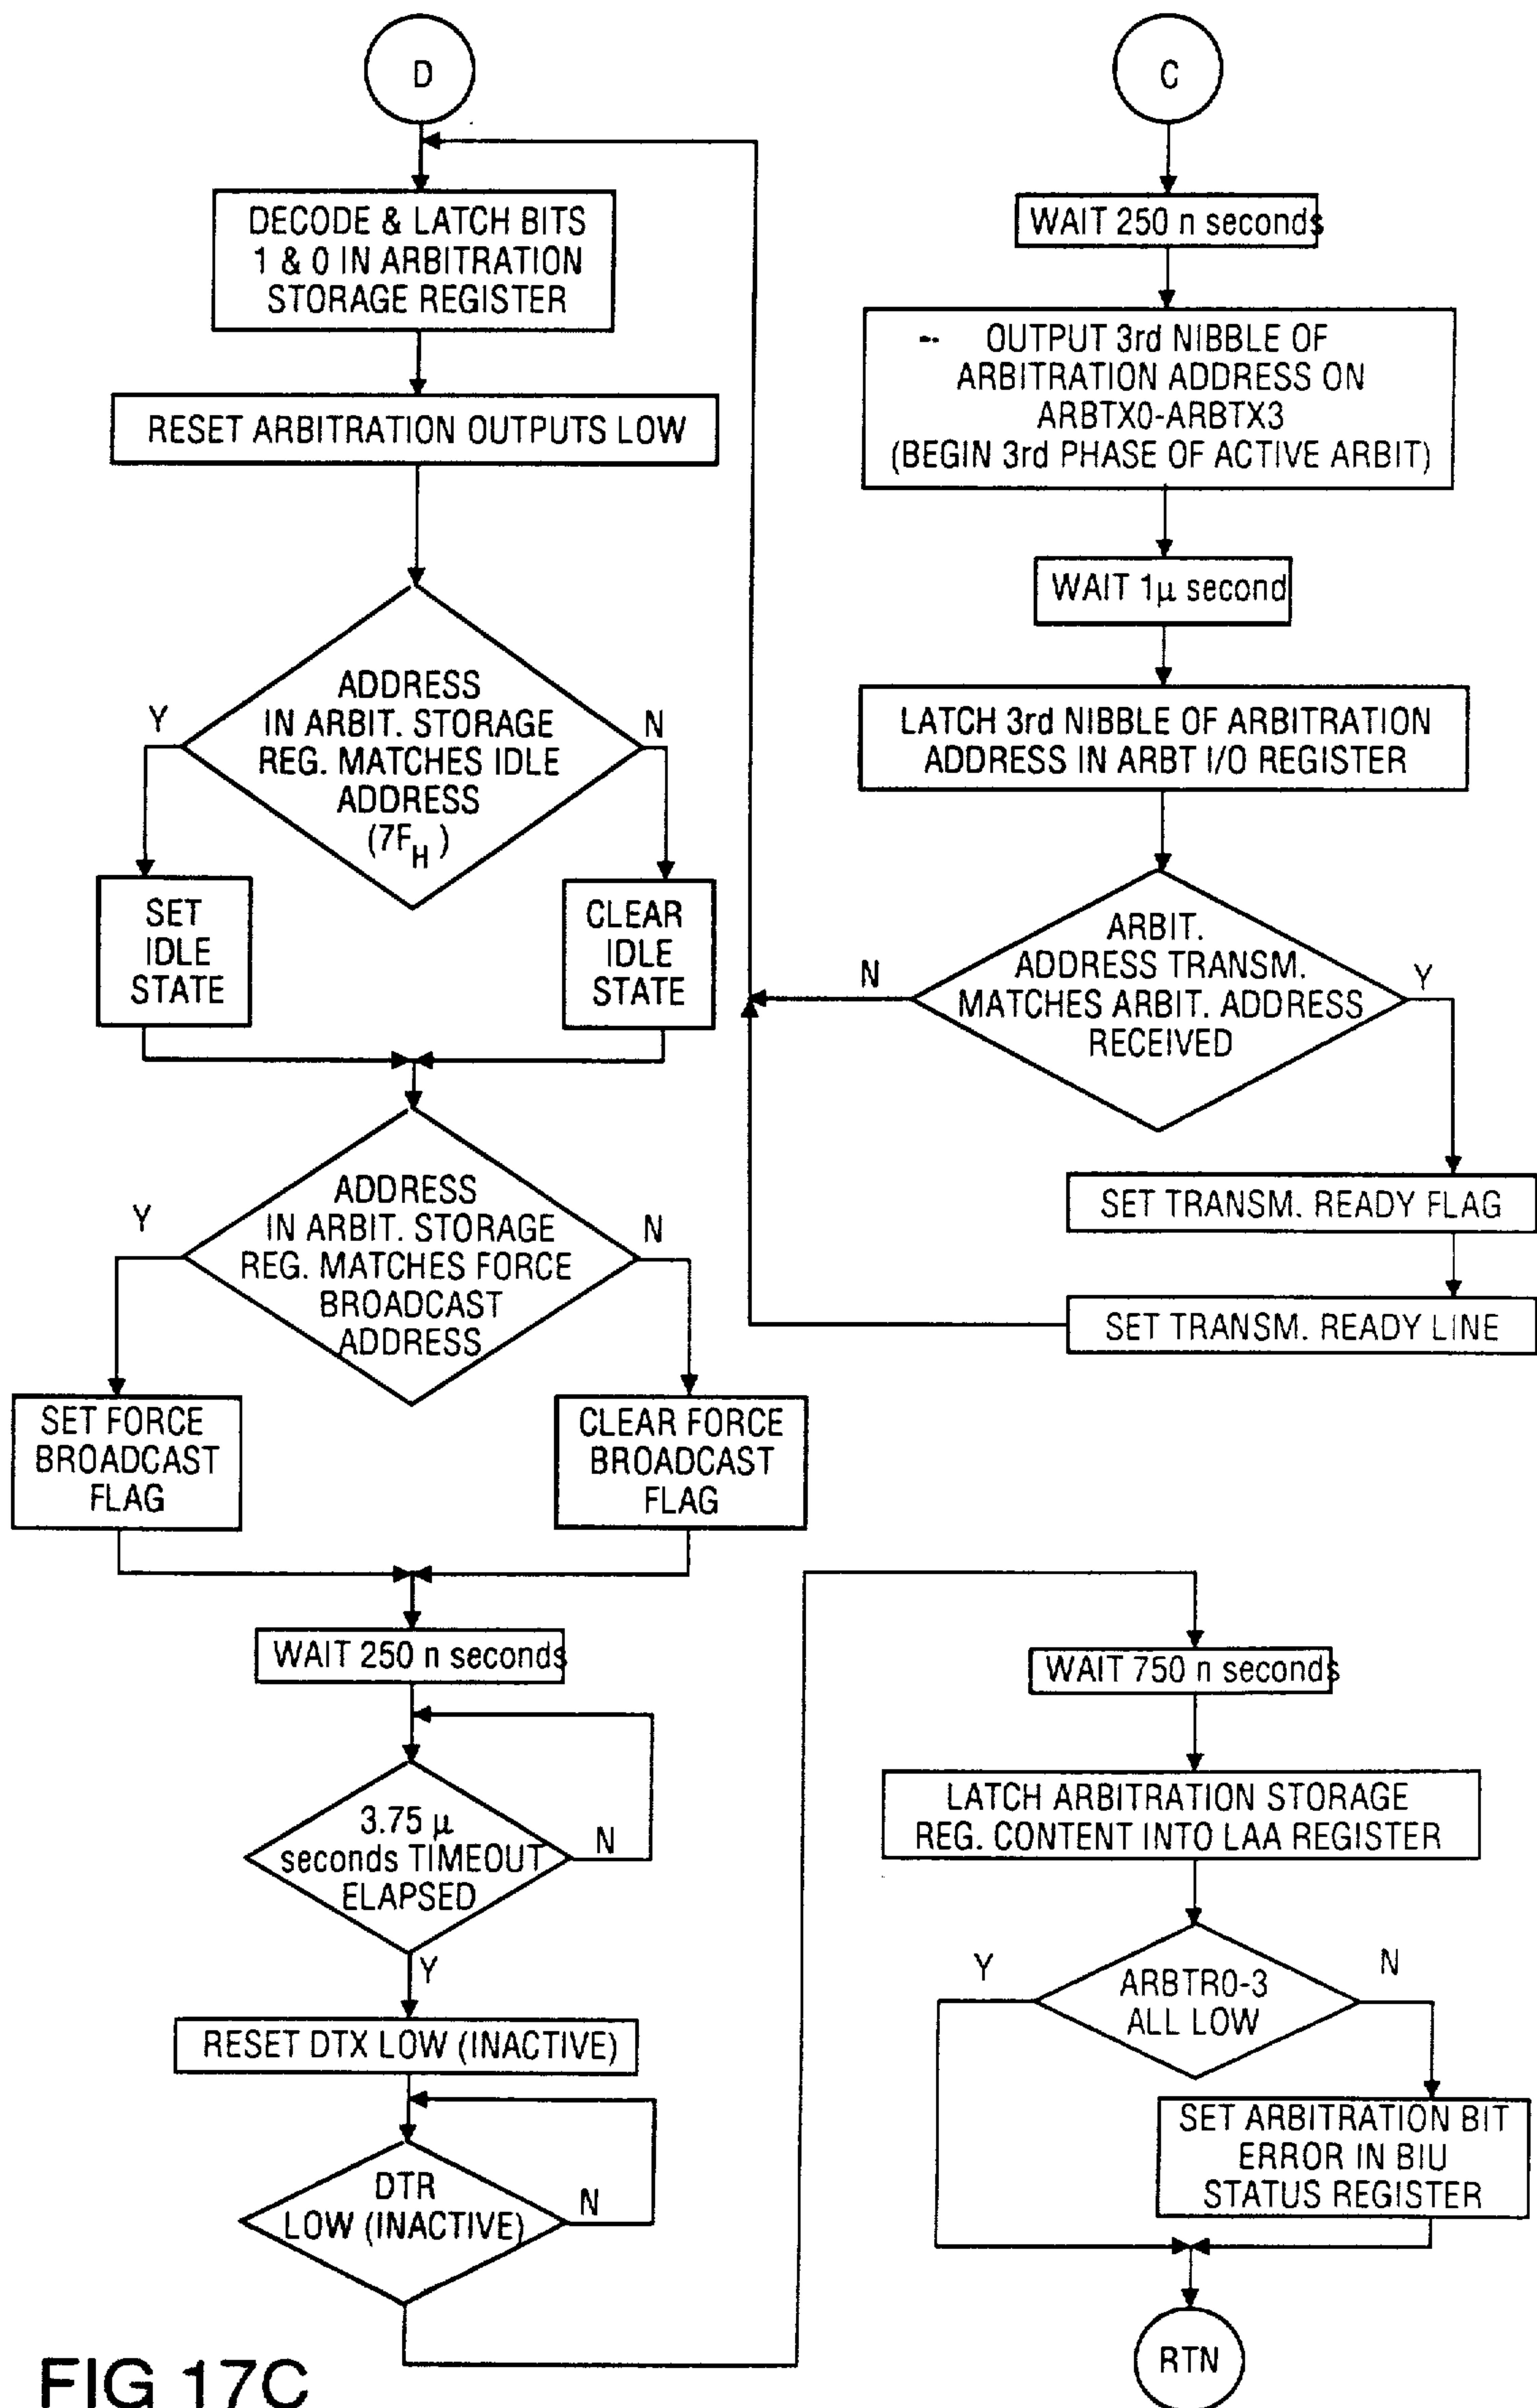 D
DECODE & LATCH BITS
1 & 0 IN ARBITRATION
STORAGE REGISTER
RESET ARBITRATION OUTPUTS LOW
ADDRESS
IN ARBIT. STORAGE
REG. MATCHES IDLE
ADDRESS
(7F_H)
Y
N
SET
IDLE
STATE
CLEAR
IDLE
STATE
ADDRESS
IN ARBIT. STORAGE
REG. MATCHES FORCE
BROADCAST
ADDRESS
Y
N
SET FORCE
BROADCAST
FLAG
CLEAR FORCE
BROADCAST
FLAG
WAIT 250 n seconds
3.75 μ
seconds TIMEOUT
ELAPSED
N
Y
RESET DTX LOW (INACTIVE)
DTR
LOW (INACTIVE)
N
C
WAIT 250 n seconds
-- OUTPUT 3rd NIBBLE OF
ARBITRATION ADDRESS ON
ARBTX0-ARBTX3
(BEGIN 3rd PHASE OF ACTIVE ARBIT)
WAIT 1μ second
LATCH 3rd NIBBLE OF ARBITRATION
ADDRESS IN ARBT I/O REGISTER
ARBIT.
ADDRESS TRANSM.
MATCHES ARBIT. ADDRESS
RECEIVED
N
Y
SET TRANSM. READY FLAG
SET TRANSM. READY LINE
WAIT 750 n seconds
LATCH ARBITRATION STORAGE
REG. CONTENT INTO LAA REGISTER
ARBTR0-3
ALL LOW
Y
N
SET ARBITRATION BIT
ERROR IN BIU
STATUS REGISTER
RTN
FIG 17C